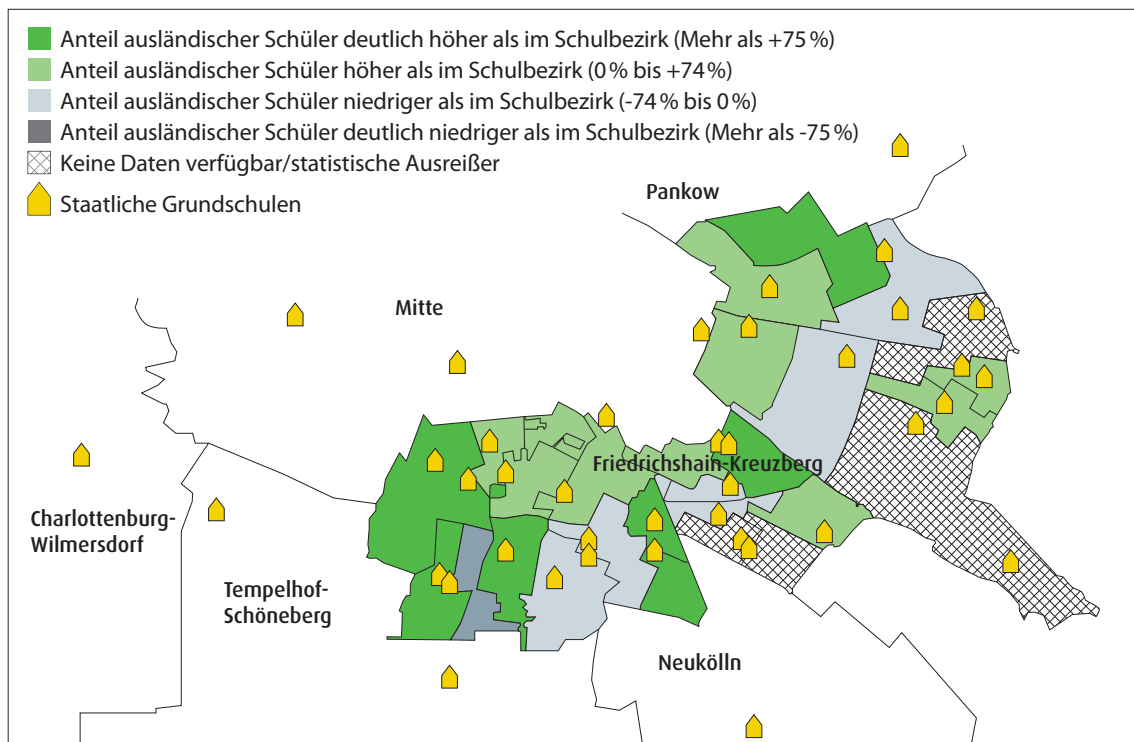 Anteil ausländischer Schüler deutlich höher als im Schulbezirk (Mehr als +75 %)
Anteil ausländischer Schüler höher als im Schulbezirk (0 % bis +74 %)
Anteil ausländischer Schüler niedriger als im Schulbezirk (-74 % bis 0 %)
Anteil ausländischer Schüler deutlich niedriger als im Schulbezirk (Mehr als -75 %)
Keine Daten verfügbar/statistische Ausreißer
Staatliche Grundschulen
Pankow
Mitte
Friedrichshain-Kreuzberg
Charlottenburg-
Wilmersdorf
Tempelhof-
Schöneberg
Neukölln